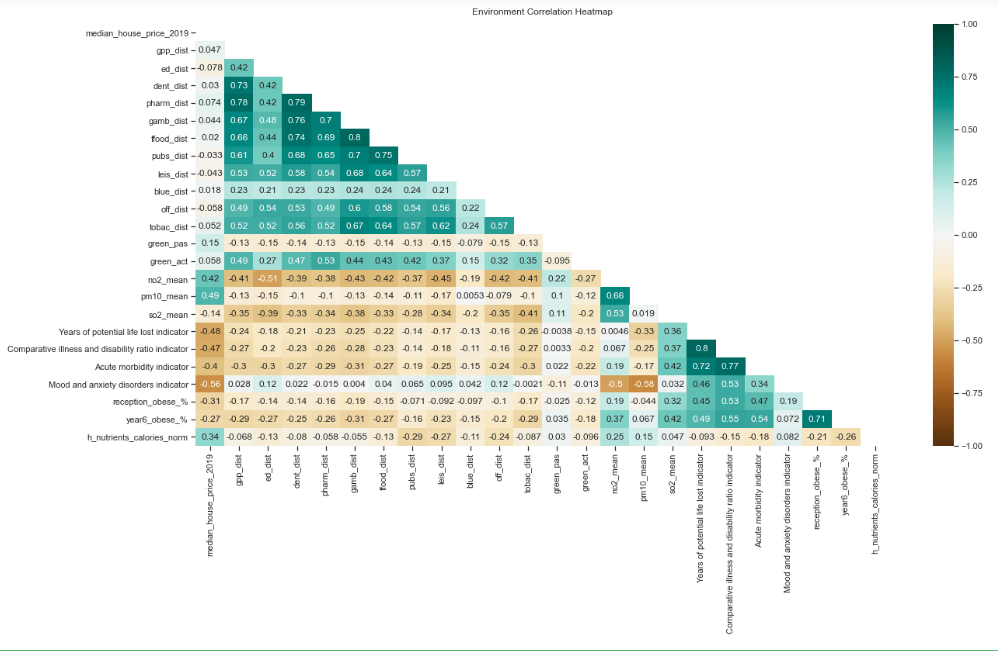 Environment Correlation Heatmap
median_house_price_2019
gpp_dist 0.047
ed_dist -0.078 0.42
dent_dist 0.03 0.73 0.42
pharm_dist 0.074 0.78 0.42 0.79
gamb_dist 0.044 0.67 0.48 0.76 0.7
ffood_dist 0.02 0.66 0.44 0.74 0.69 0.8
pubs_dist -0.033 0.61 0.4 0.68 0.65 0.7 0.75
leis_dist -0.043 0.53 0.52 0.58 0.54 0.68 0.64 0.57
blue_dist 0.018 0.23 0.21 0.23 0.23 0.24 0.24 0.24 0.21
off_dist -0.058 0.49 0.54 0.53 0.49 0.6 0.58 0.54 0.56 0.22
tobac_dist 0.052 0.52 0.52 0.56 0.52 0.67 0.64 0.57 0.62 0.24 0.57
green_pas 0.15 -0.13 -0.15 -0.14 -0.13 -0.15 -0.14 -0.13 -0.15 -0.079 -0.15 -0.13
green_act 0.058 0.49 0.27 0.47 0.53 0.44 0.43 0.42 0.37 0.15 0.32 0.35 -0.095
no2_mean 0.42 -0.41 -0.51 -0.39 -0.38 -0.43 -0.42 -0.37 -0.45 -0.19 -0.42 -0.41 0.22 -0.27
pm10_mean 0.49 -0.13 -0.15 -0.1 -0.1 -0.13 -0.14 -0.11 -0.17 0.0053 -0.079 -0.1 0.1 -0.12 0.66
so2_mean -0.14 -0.35 -0.39 -0.33 -0.34 -0.38 -0.33 -0.28 -0.34 -0.2 -0.35 -0.41 0.11 -0.2 0.53 0.019
Years of potential life lost indicator -0.48 -0.24 -0.18 -0.21 -0.23 -0.25 -0.22 -0.14 -0.17 -0.13 -0.16 -0.26 -0.0038 -0.15 0.0046 -0.33 0.36
Comparative illness and disability ratio indicator -0.47 -0.27 -0.2 -0.23 -0.26 -0.28 -0.23 -0.14 -0.18 -0.11 -0.16 -0.27 0.0033 -0.2 0.067 -0.25 0.37 0.8
Acute morbidity indicator -0.4 -0.3 -0.27 -0.27 -0.29 -0.34 -0.27 -0.19 -0.25 -0.15 -0.24 -0.3 0.022 -0.22 0.19 -0.17 0.42 0.72 0.77
Mood and anxiety disorders indicator -0.56 0.028 0.12 0.022 -0.015 0.004 0.04 0.065 0.095 0.042 0.12 -0.0021 -0.11 -0.013 -0.5 -0.58 0.032 0.46 0.53 0.34
reception_obese_% -0.31 -0.17 -0.14 -0.14 -0.16 -0.19 -0.15 -0.071 -0.092 -0.097 -0.1 -0.17 -0.025 -0.12 0.19 -0.044 0.32 0.45 0.53 0.47 0.19
year6_obese_% -0.27 -0.29 -0.27 -0.25 -0.26 -0.31 -0.27 -0.16 -0.23 -0.15 -0.2 -0.29 0.035 -0.18 0.37 0.067 0.42 0.49 0.55 0.54 0.072 0.71
h_nutrients_calories_norm 0.34 -0.068 -0.13 -0.08 -0.058 -0.055 -0.13 -0.29 -0.27 -0.11 -0.24 -0.087 0.03 -0.096 0.25 0.15 0.047 -0.093 -0.15 -0.18 0.082 -0.21 -0.26
median_house_price_2019
gpp_dist
ed_dist
dent_dist
pharm_dist
gamb_dist
ffood_dist
pubs_dist
leis_dist
blue_dist
off_dist
tobac_dist
green_pas
green_act
no2_mean
pm10_mean
so2_mean
Years of potential life lost indicator
Comparative illness and disability ratio indicator
Acute morbidity indicator
Mood and anxiety disorders indicator
reception_obese_%
year6_obese_%
h_nutrients_calories_norm
1.00
0.75
0.50
0.25
0.00
-0.25
-0.50
-0.75
-1.00